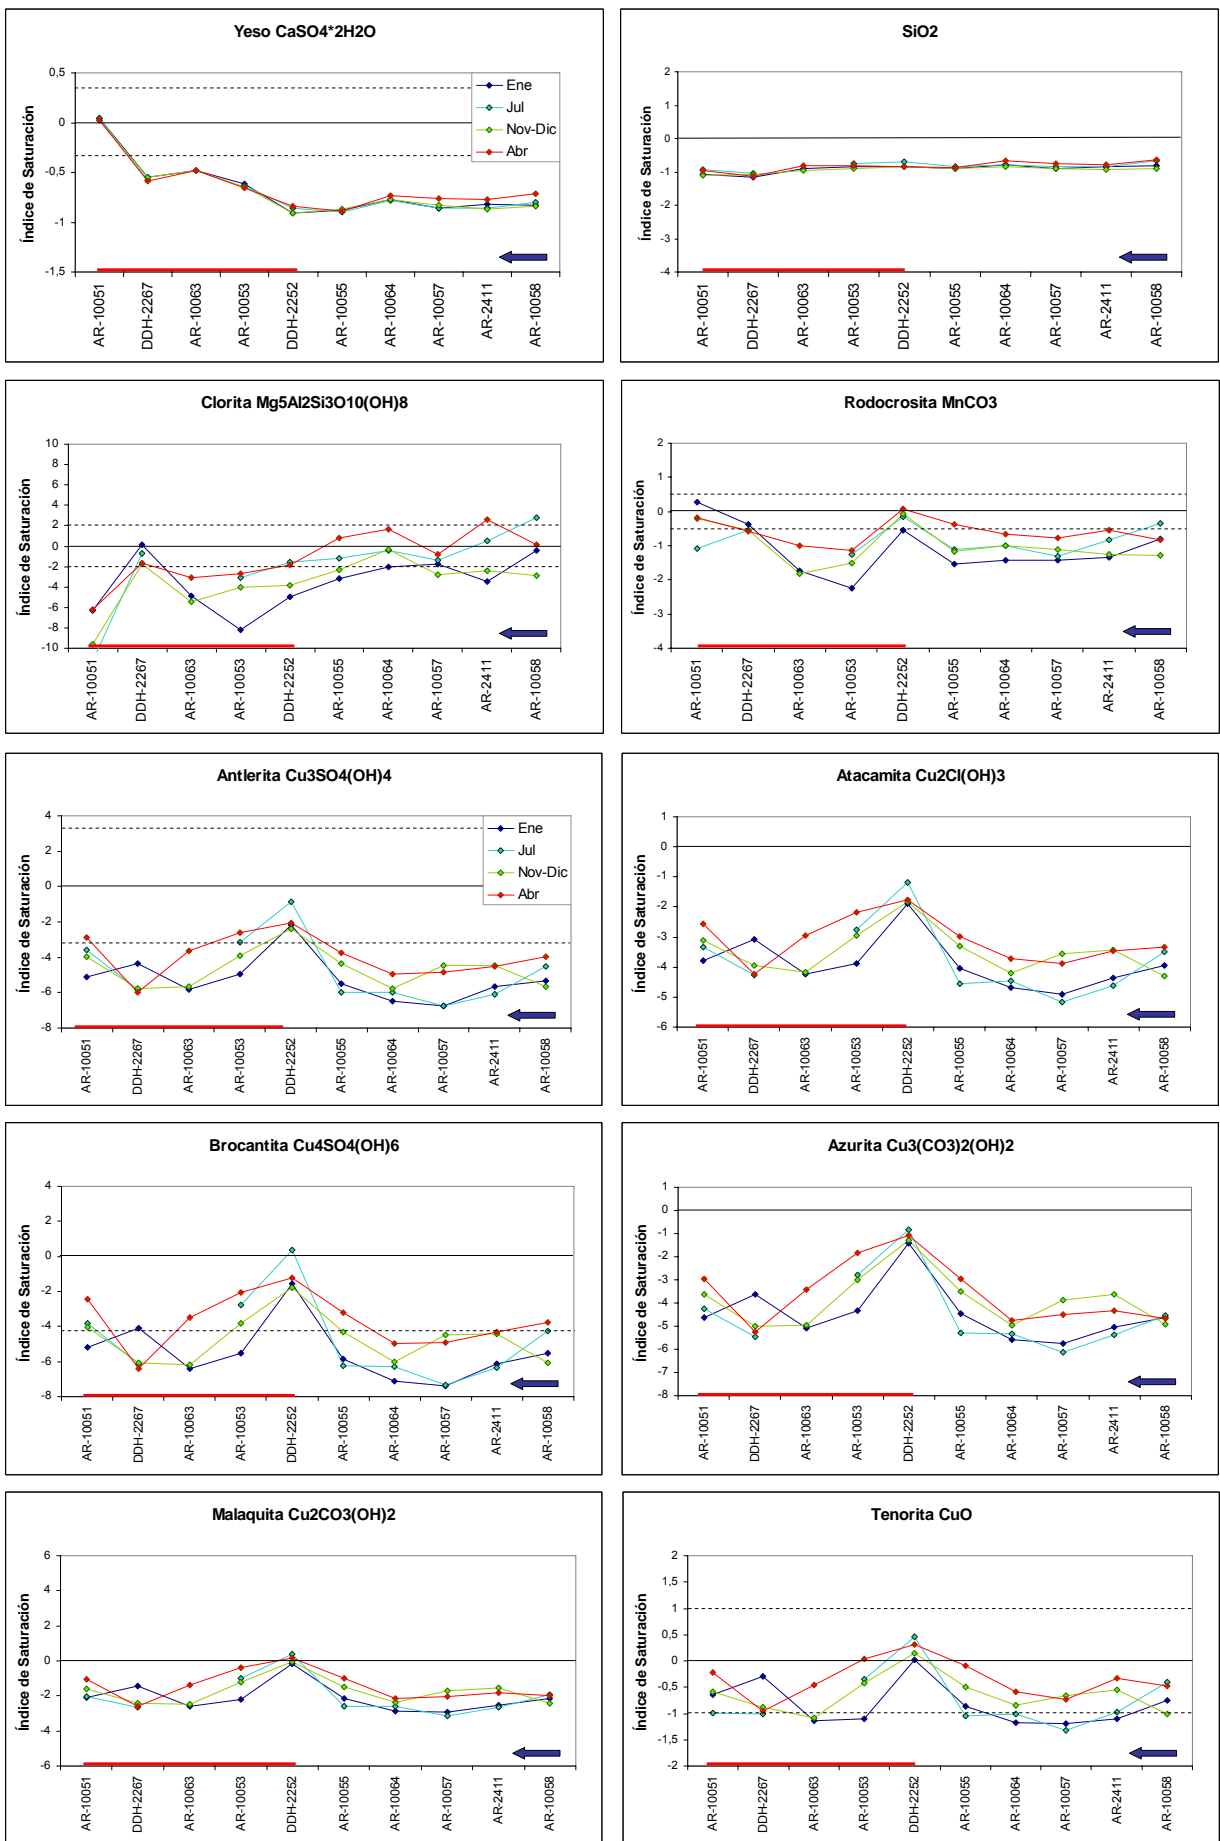 Yeso CaSO4*2H2O
Índice de Saturación
0,5
0
-0,5
-1
-1,5
Ene
Jul
Nov-Dic
Abr
AR-10051
DDH-2267
AR-10063
AR-10053
DDH-2252
AR-10055
AR-10064
AR-10057
AR-2411
AR-10058
SiO2
Índice de Saturación
2
1
0
-1
-2
-3
-4
AR-10051
DDH-2267
AR-10063
AR-10053
DDH-2252
AR-10055
AR-10064
AR-10057
AR-2411
AR-10058
Clorita Mg5Al2Si3O10(OH)8
Índice de Saturación
10
8
6
4
2
0
-2
-4
-6
-8
-10
AR-10051
DDH-2267
AR-10063
AR-10053
DDH-2252
AR-10055
AR-10064
AR-10057
AR-2411
AR-10058
Rodocrosita MnCO3
Índice de Saturación
2
1
0
-1
-2
-3
-4
AR-10051
DDH-2267
AR-10063
AR-10053
DDH-2252
AR-10055
AR-10064
AR-10057
AR-2411
AR-10058
Antlerita Cu3SO4(OH)4
Índice de Saturación
4
2
0
-2
-4
-6
-8
Ene
Jul
Nov-Dic
Abr
AR-10051
DDH-2267
AR-10063
AR-10053
DDH-2252
AR-10055
AR-10064
AR-10057
AR-2411
AR-10058
Atacamita Cu2Cl(OH)3
Índice de Saturación
1
0
-1
-2
-3
-4
-5
-6
AR-10051
DDH-2267
AR-10063
AR-10053
DDH-2252
AR-10055
AR-10064
AR-10057
AR-2411
AR-10058
Brocantita Cu4SO4(OH)6
Índice de Saturación
4
2
0
-2
-4
-6
-8
AR-10051
DDH-2267
AR-10063
AR-10053
DDH-2252
AR-10055
AR-10064
AR-10057
AR-2411
AR-10058
Azurita Cu3(CO3)2(OH)2
Índice de Saturación
1
0
-1
-2
-3
-4
-5
-6
-7
-8
AR-10051
DDH-2267
AR-10063
AR-10053
DDH-2252
AR-10055
AR-10064
AR-10057
AR-2411
AR-10058
Malaquita Cu2CO3(OH)2
Índice de Saturación
6
4
2
0
-2
-4
-6
AR-10051
DDH-2267
AR-10063
AR-10053
DDH-2252
AR-10055
AR-10064
AR-10057
AR-2411
AR-10058
Tenorita CuO
Índice de Saturación
2
1,5
1
0,5
0
-0,5
-1
-1,5
-2
AR-10051
DDH-2267
AR-10063
AR-10053
DDH-2252
AR-10055
AR-10064
AR-10057
AR-2411
AR-10058